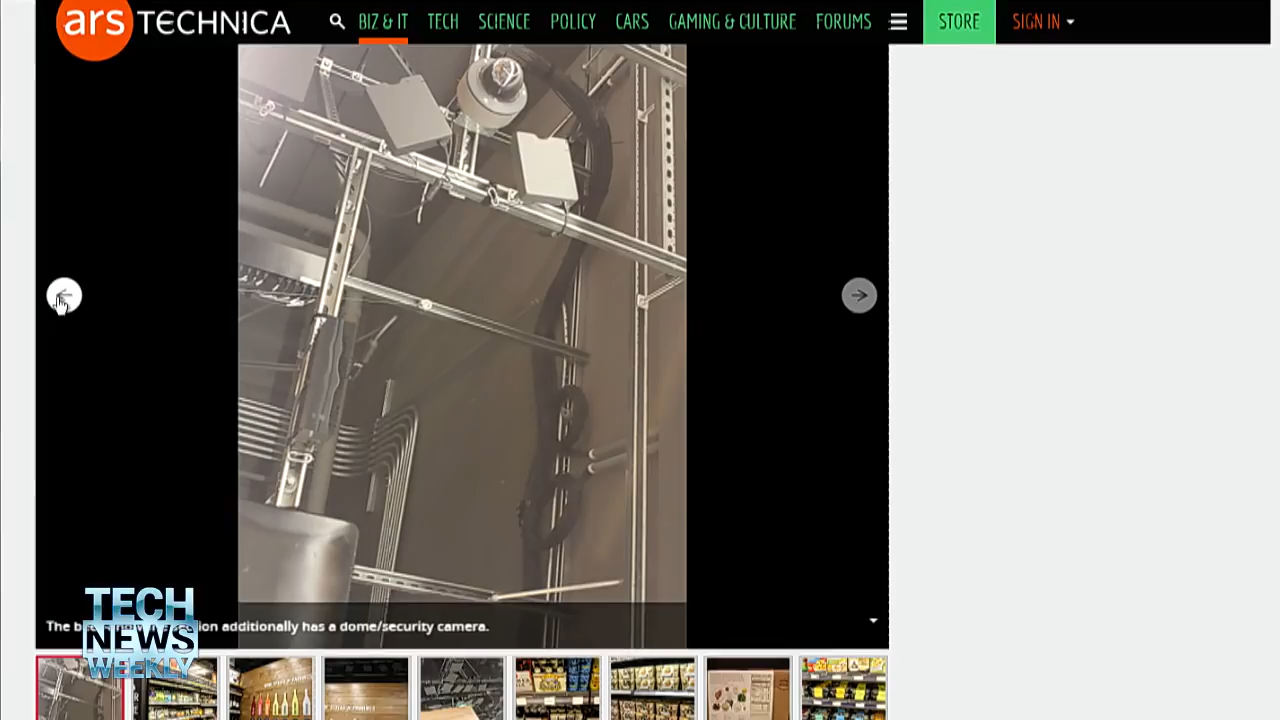 ars TECHNICA
BIZ & IT TECH SCIENCE POLICY CARS GAMING & CULTURE FORUMS STORE SIGN IN
The b ion additionally has a dome/security camera.
TECH
NEWS
WEEKLY